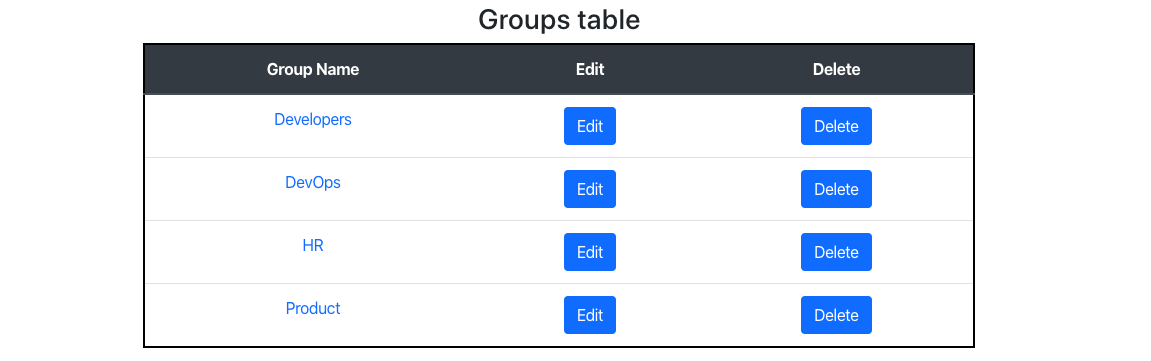 Groups table
Group Name Edit Delete
Developers Edit Delete
DevOps Edit Delete
HR Edit Delete
Product Edit Delete